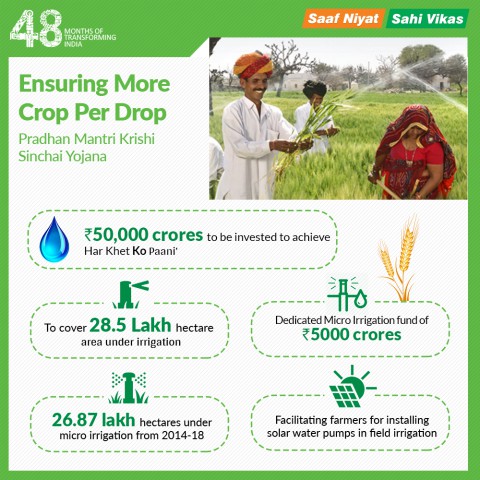 48 MONTHS OF
TRANSFORMING
INDIA
Saaf Niyat Sahi Vikas
Ensuring More
Crop Per Drop
Pradhan Mantri Krishi
Sinchai Yojana
₹50,000 crores to be invested to achieve
Har Khet Ko Paani'
To cover 28.5 Lakh hectare
area under irrigation
Dedicated Micro Irrigation fund of
₹5000 crores
26.87 lakh hectares under
micro irrigation from 2014-18
Facilitating farmers for installing
solar water pumps in field irrigation